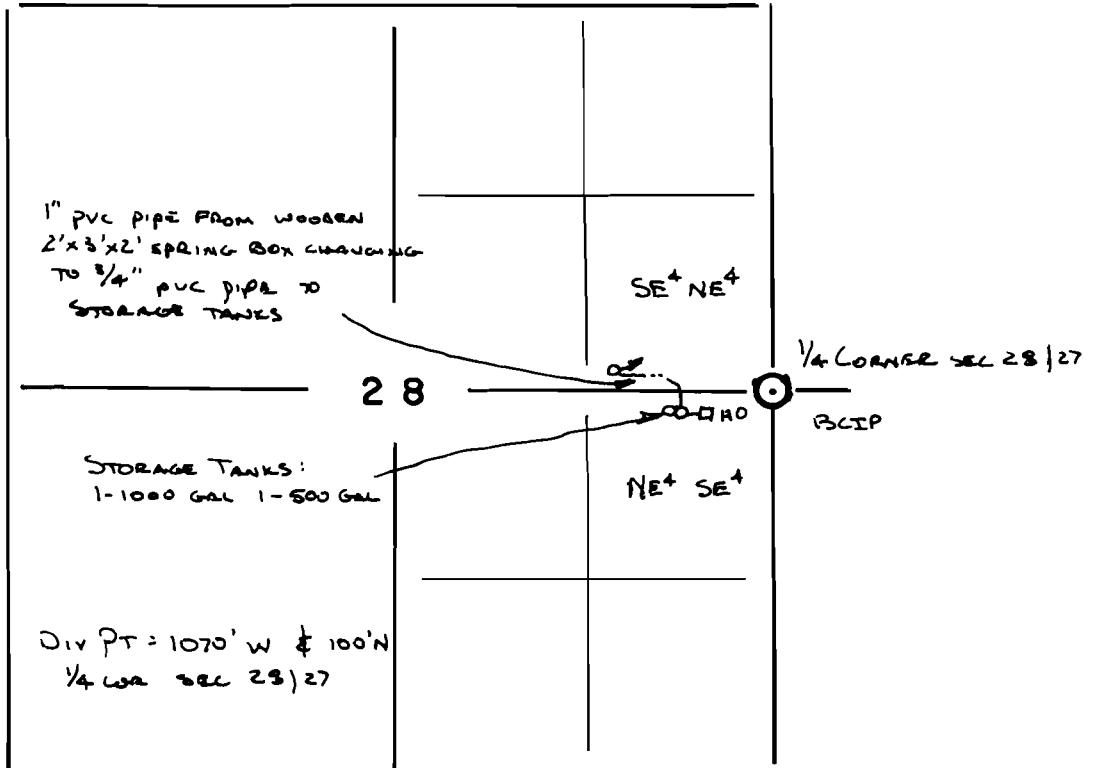 1" PVC PIPE FROM WOODEN
2'x3'x2' SPRING BOX CHANGING
TO 3/4" PVC PIPE TO
STORAGE TANKS
SE⁴ NE⁴
1/4 CORNER SEC 28|27
28
HO
BCIP
STORAGE TANKS:
1-1000 GAL 1-500 GAL
NE⁴ SE⁴
DIV PT = 1070' W & 100'N
1/4 COR SEC 28|27